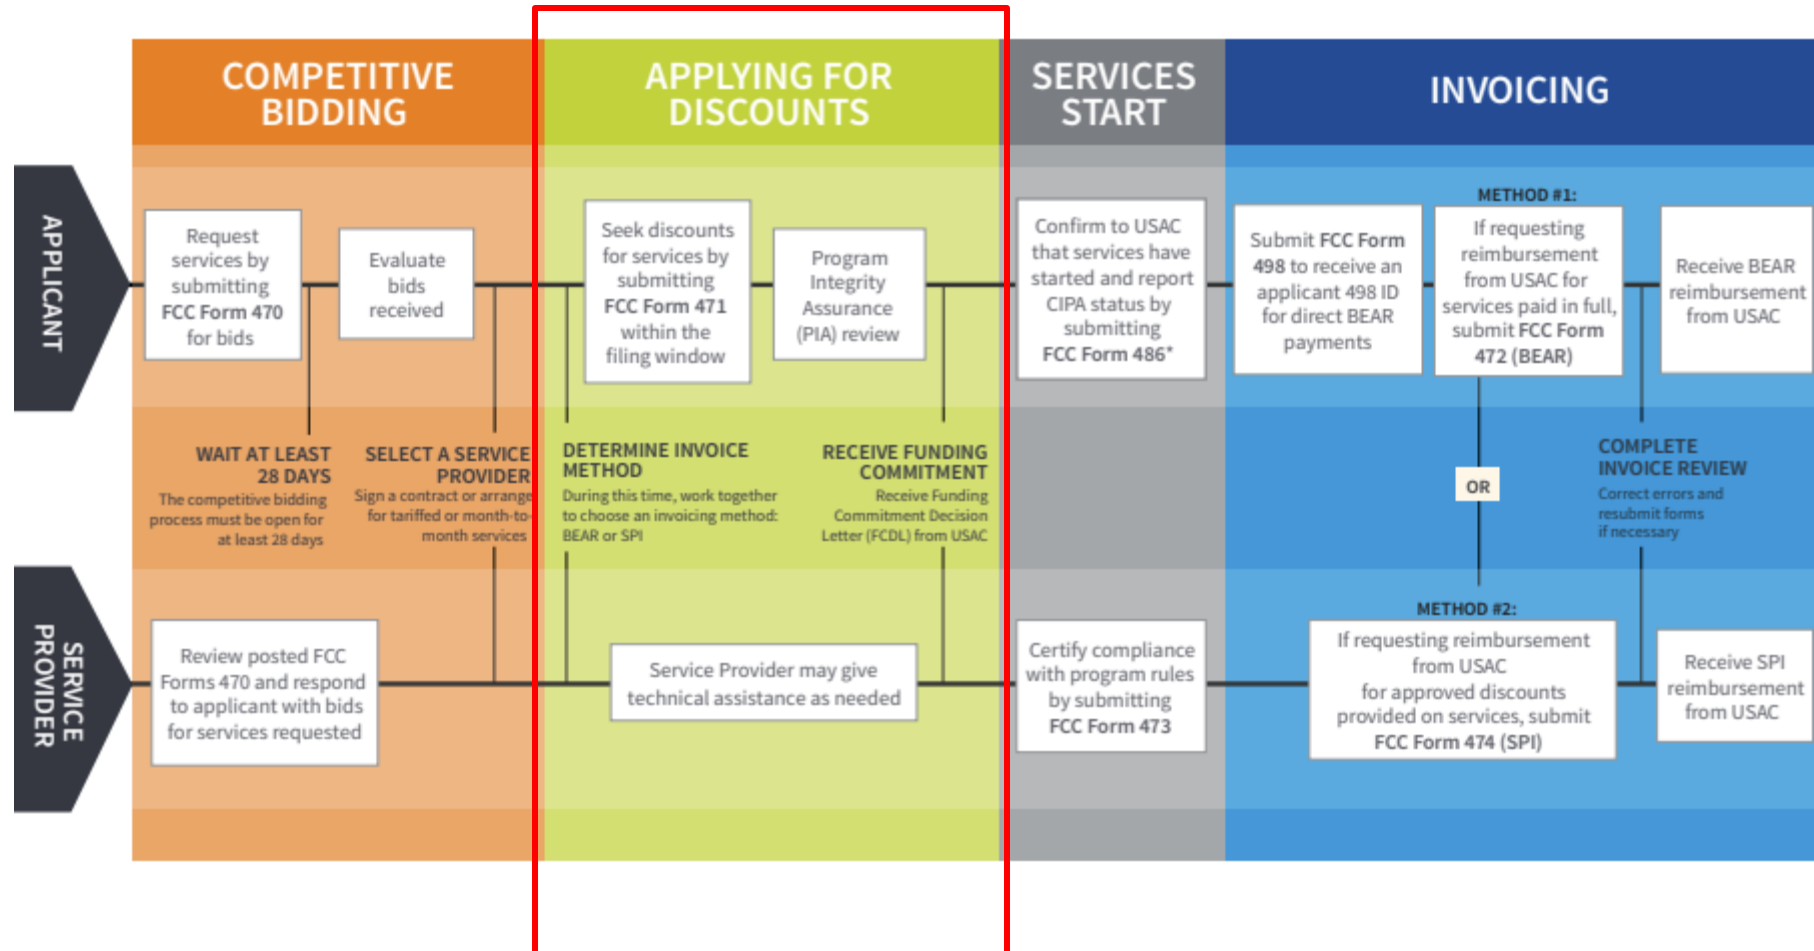 COMPETITIVE
BIDDING
APPLYING FOR
DISCOUNTS
SERVICES
START
INVOICING
APPLICANT
Request
services by
submitting
FCC Form 470
for bids
Evaluate
bids
received
Seek discounts
for services by
submitting
FCC Form 471
within the
filing window
Program
Integrity
Assurance
(PIA) review
Confirm to USAC
that services have
started and report
CIPA status by
submitting
FCC Form 486*
Submit FCC Form
498 to receive an
applicant 498 ID
for direct BEAR
payments
METHOD #1:
If requesting
reimbursement
from USAC for
services paid in full,
submit FCC Form
472 (BEAR)
Receive BEAR
reimbursement
from USAC
WAIT AT LEAST
28 DAYS
The competitive bidding
process must be open for
at least 28 days
SELECT A SERVICE
PROVIDER
Sign a contract or arrange
for tariffed or month-to-
month services
DETERMINE INVOICE
METHOD
During this time, work together
to choose an invoicing method:
BEAR or SPI
RECEIVE FUNDING
COMMITMENT
Receive Funding
Commitment Decision
Letter (FCDL) from USAC
OR
COMPLETE
INVOICE REVIEW
Correct errors and
resubmit forms
if necessary
SERVICE
PROVIDER
Review posted FCC
Forms 470 and respond
to applicant with bids
for services requested
Service Provider may give
technical assistance as needed
Certify compliance
with program rules
by submitting
FCC Form 473
METHOD #2:
If requesting reimbursement
from USAC
for approved discounts
provided on services, submit
FCC Form 474 (SPI)
Receive SPI
reimbursement
from USAC